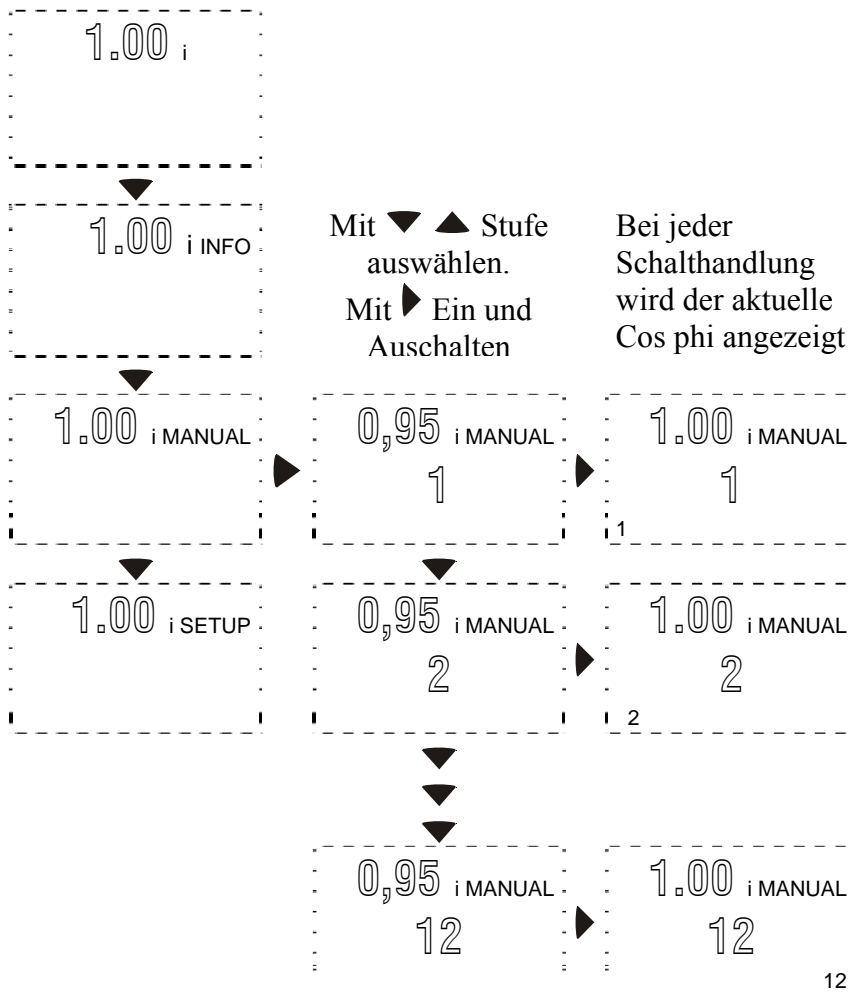 1.00 i
1.00 i INFO
Mit ▼ ▲ Stufe
auswählen.
Mit ▶ Ein und
Auschalten
Bei jeder
Schalthandlung
wird der aktuelle
Cos phi angezeigt
1.00 i MANUAL
0,95 i MANUAL
1
1.00 i MANUAL
1
1
1.00 i SETUP
0,95 i MANUAL
2
1.00 i MANUAL
2
2
0,95 i MANUAL
12
1.00 i MANUAL
12
12